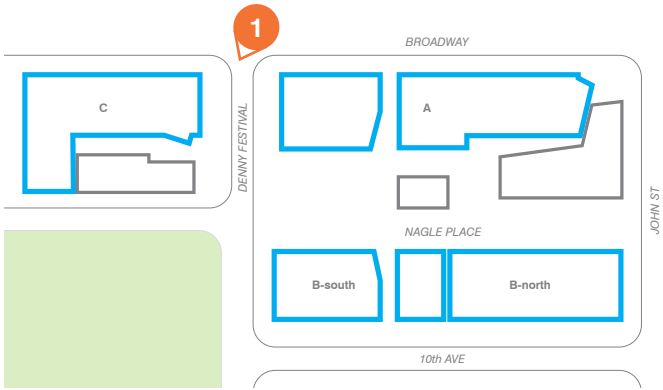 1
BROADWAY
C
A
DENNY FESTIVAL
JOHN ST
NAGLE PLACE
B-south
B-north
10th AVE